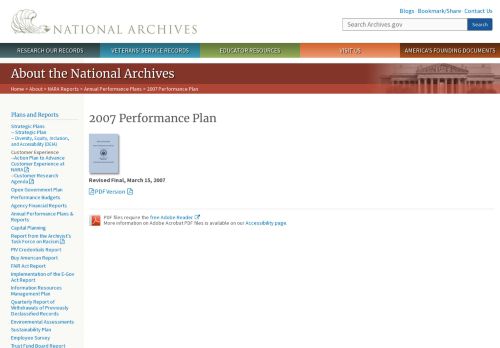 Blogs · Bookmark/Share · Contact Us
NATIONAL ARCHIVES
Search Archives.gov
Search
RESEARCH OUR RECORDS
VETERANS' SERVICE RECORDS
EDUCATOR RESOURCES
VISIT US
AMERICA'S FOUNDING DOCUMENTS
About the National Archives
Home > About > NARA Reports > Annual Performance Plans > 2007 Performance Plan
Plans and Reports
Strategic Plans
-- Strategic Plan
-- Diversity, Equity, Inclusion,
and Accessibility (DEIA)
Customer Experience
--Action Plan to Advance
Customer Experience at
NARA
--Customer Research
Agenda
Open Government Plan
Performance Budgets
Agency Financial Reports
Annual Performance Plans &
Reports
Capital Planning
Report from the Archivist's
Task Force on Racism
PIV Credentials Report
Buy American Report
FAIR Act Report
Implementation of the E-Gov
Act Report
Information Resources
Management Plan
Quarterly Report of
Withdrawals of Previously
Declassified Records
Environmental Assessments
Sustainability Plan
Employee Survey
Trust Fund Board Report
2007 Performance Plan
Revised Final, March 15, 2007
PDF Version
PDF files require the free Adobe Reader
More information on Adobe Acrobat PDF files is available on our Accessibility page.